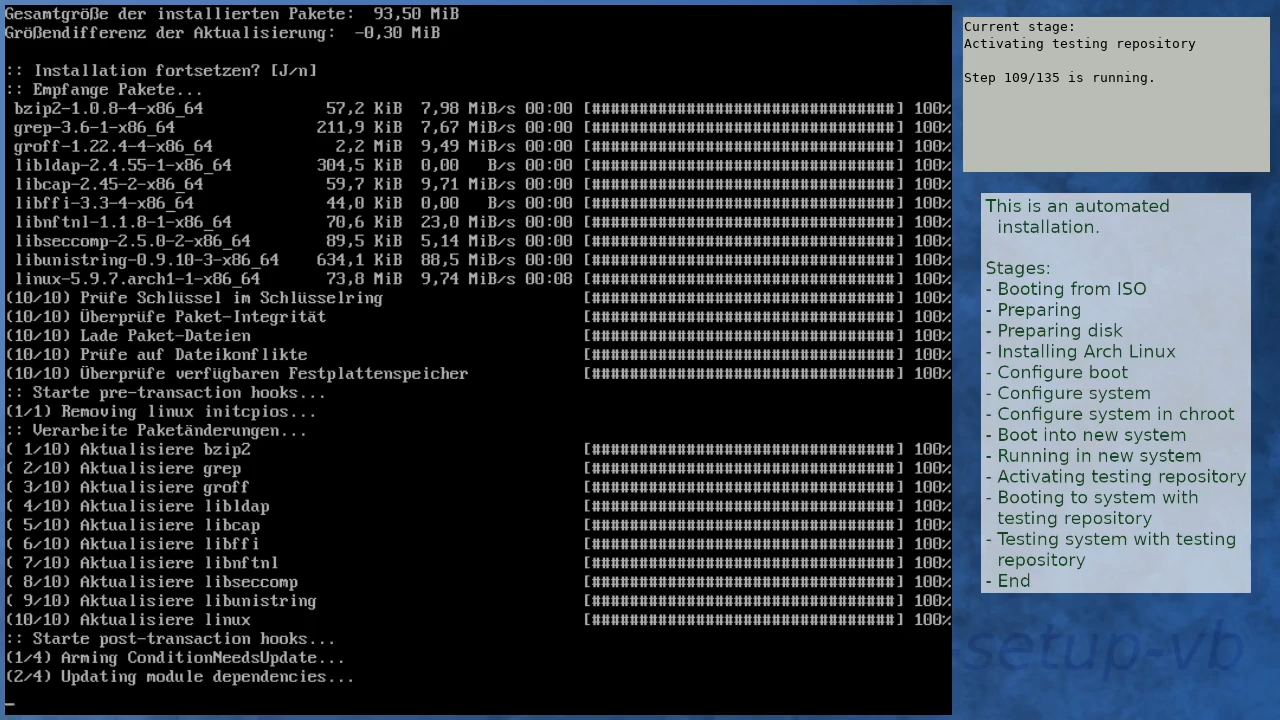 Gesamtgröße der installierten Pakete:  93,50 MiB
Größendifferenz der Aktualisierung:  -0,30 MiB
:: Installation fortsetzen? [J/n]
:: Empfange Pakete...
bzip2-1.0.8-4-x86_64 57,2 KiB 7,98 MiB/s 00:00 [################################] 100%
grep-3.6-1-x86_64 211,9 KiB 7,67 MiB/s 00:00 [################################] 100%
groff-1.22.4-4-x86_64 2,2 MiB 9,49 MiB/s 00:00 [################################] 100%
libldap-2.4.55-1-x86_64 304,5 KiB 0,00 B/s 00:00 [################################] 100%
libcap-2.45-2-x86_64 59,7 KiB 9,71 MiB/s 00:00 [################################] 100%
libffi-3.3-4-x86_64 44,0 KiB 0,00 B/s 00:00 [################################] 100%
libnftnl-1.1.8-1-x86_64 70,6 KiB 23,0 MiB/s 00:00 [################################] 100%
libseccomp-2.5.0-2-x86_64 89,5 KiB 5,14 MiB/s 00:00 [################################] 100%
libunistring-0.9.10-3-x86_64 634,1 KiB 88,5 MiB/s 00:00 [################################] 100%
linux-5.9.7.arch1-1-x86_64 73,8 MiB 9,74 MiB/s 00:08 [################################] 100%
(10/10) Prüfe Schlüssel im Schlüsselring [################################] 100%
(10/10) Überprüfe Paket-Integrität [################################] 100%
(10/10) Lade Paket-Dateien [################################] 100%
(10/10) Prüfe auf Dateikonflikte [################################] 100%
(10/10) Überprüfe verfügbaren Festplattenspeicher [################################] 100%
:: Starte pre-transaction hooks...
(1/1) Removing linux initcpios...
:: Verarbeite Paketänderungen...
( 1/10) Aktualisiere bzip2 [################################] 100%
( 2/10) Aktualisiere grep [################################] 100%
( 3/10) Aktualisiere groff [################################] 100%
( 4/10) Aktualisiere libldap [################################] 100%
( 5/10) Aktualisiere libcap [################################] 100%
( 6/10) Aktualisiere libffi [################################] 100%
( 7/10) Aktualisiere libnftnl [################################] 100%
( 8/10) Aktualisiere libseccomp [################################] 100%
( 9/10) Aktualisiere libunistring [################################] 100%
(10/10) Aktualisiere linux [################################] 100%
:: Starte post-transaction hooks...
(1/4) Arming ConditionNeedsUpdate...
(2/4) Updating module dependencies...
Current stage:
Activating testing repository
Step 109/135 is running.
This is an automated
installation.
Stages:
- Booting from ISO
- Preparing
- Preparing disk
- Installing Arch Linux
- Configure boot
- Configure system
- Configure system in chroot
- Boot into new system
- Running in new system
- Activating testing repository
- Booting to system with
testing repository
- Testing system with testing
repository
- End
-setup-vb